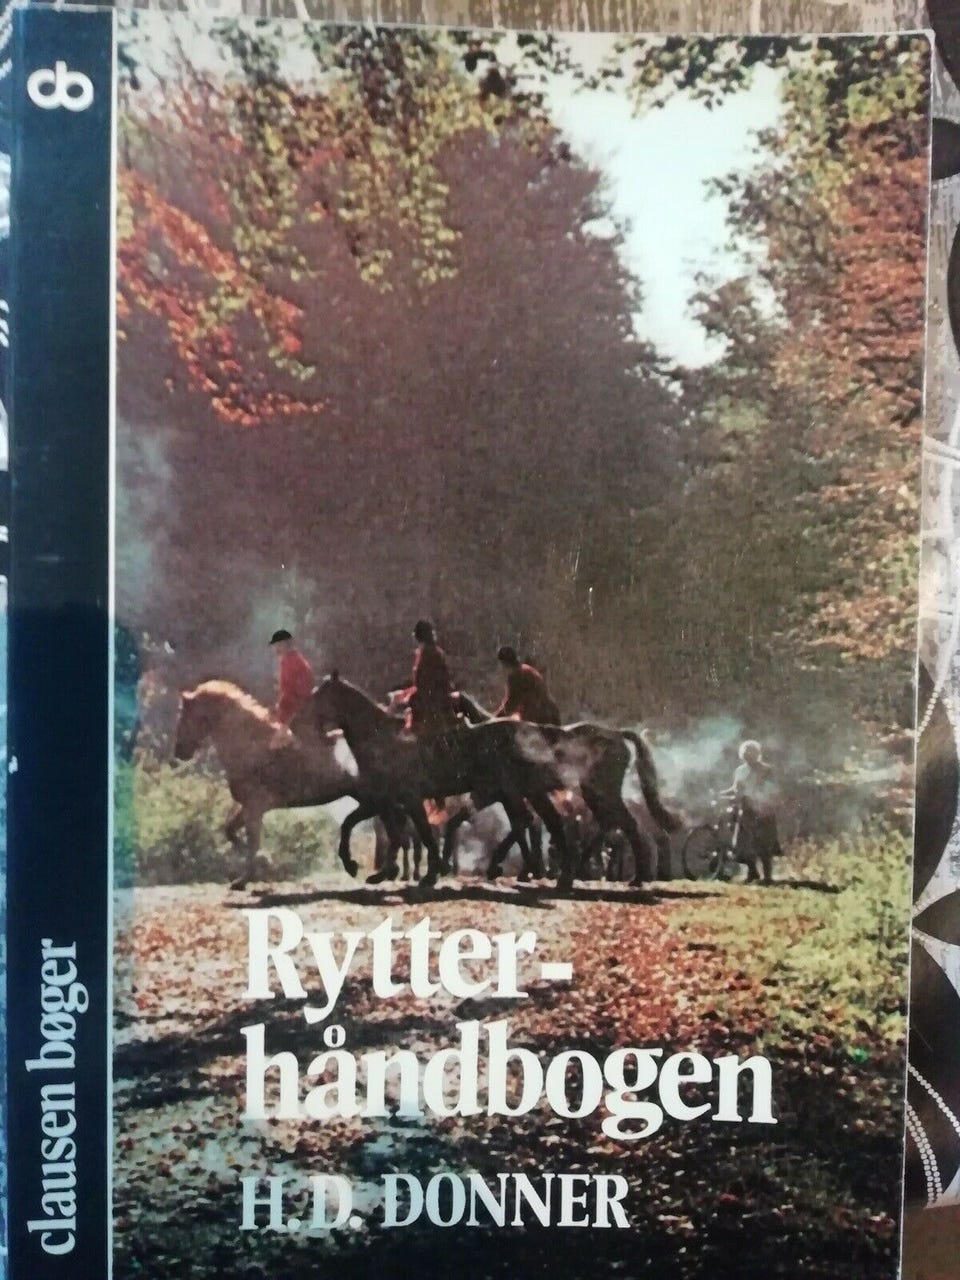 cb
clausen bøger
Rytter-
håndbogen
H.D. DONNER